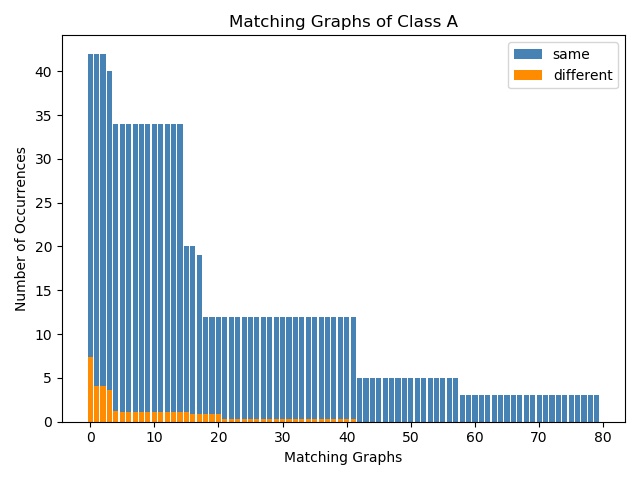 Matching Graphs of Class A
same
different
Number of Occurrences
40
35
30
25
20
15
10
5
0
0 10 20 30 40 50 60 70 80
Matching Graphs